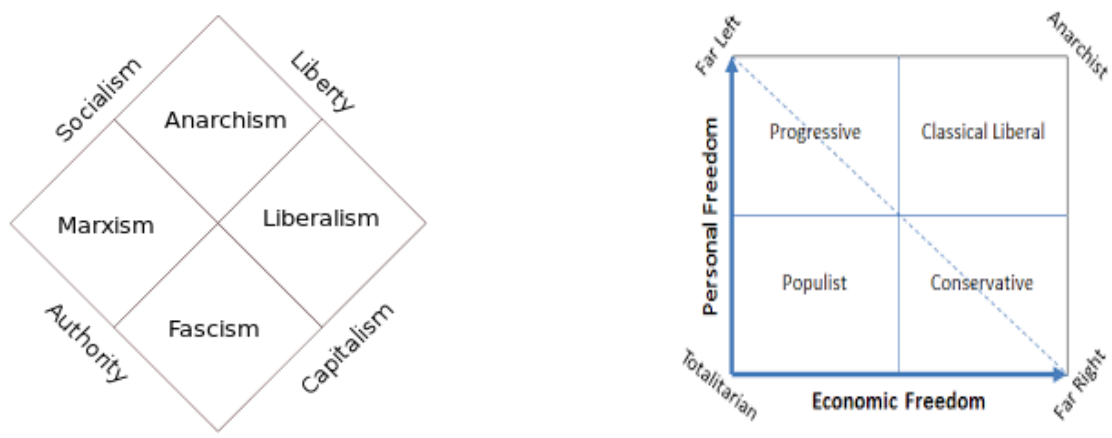 Socialism
Liberty
Anarchism
Marxism
Liberalism
Fascism
Authority
Capitalism
Far Left
Anarchist
Personal Freedom
Progressive
Classical Liberal
Populist
Conservative
Totalitarian
Economic Freedom
Far Right